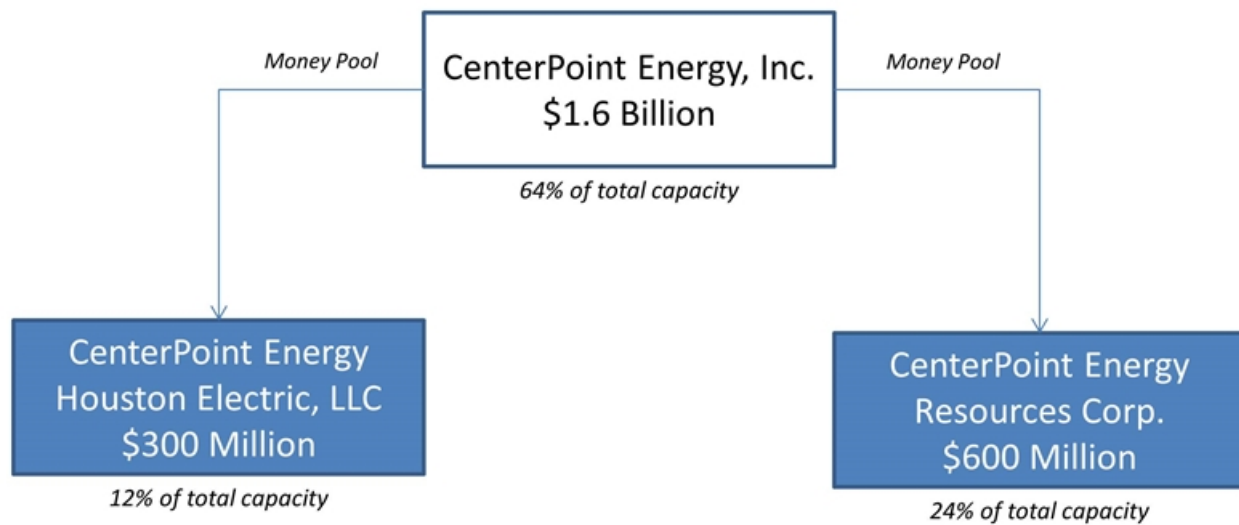 Money Pool
CenterPoint Energy, Inc.
$1.6 Billion
Money Pool
64% of total capacity
CenterPoint Energy
Houston Electric, LLC
$300 Million
12% of total capacity
CenterPoint Energy
Resources Corp.
$600 Million
24% of total capacity